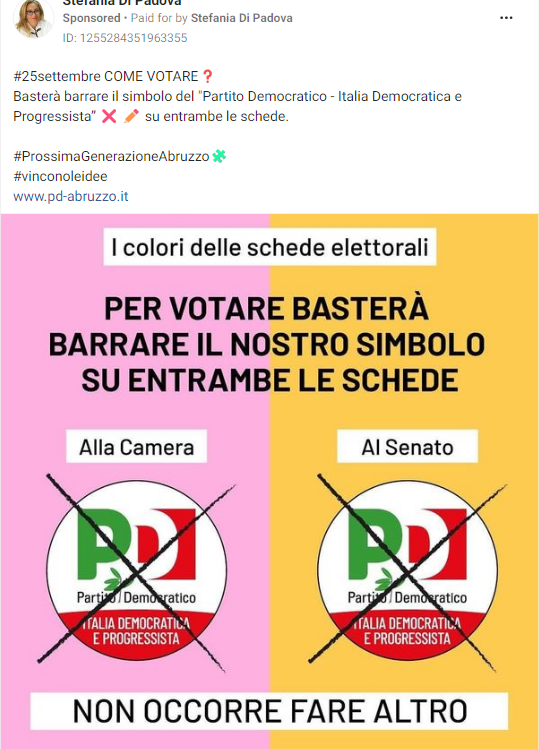 Stefania Di Padova
Sponsored • Paid for by Stefania Di Padova
ID: 1255284351963355
#25settembre COME VOTARE❓
Basterà barrare il simbolo del "Partito Democratico - Italia Democratica e
Progressista” ❌ ✏️ su entrambe le schede.
#ProssimaGenerazioneAbruzzo🧩
#vinconoleidee
www.pd-abruzzo.it
I colori delle schede elettorali
PER VOTARE BASTERÀ
BARRARE IL NOSTRO SIMBOLO
SU ENTRAMBE LE SCHEDE
Alla Camera
Al Senato
PD
Partito Democratico
ITALIA DEMOCRATICA
E PROGRESSISTA
PD
Partito Democratico
ITALIA DEMOCRATICA
E PROGRESSISTA
NON OCCORRE FARE ALTRO